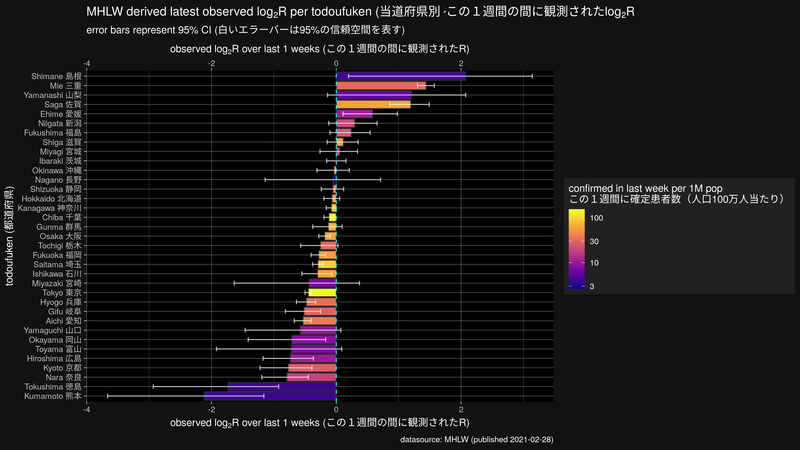 MHLW derived latest observed log₂R per todoufuken (当道府県別 この１週間の間に観測されたlog₂R
error bars represent 95% CI (白いエラーバーは95%の信頼空間を表す)
observed log₂R over last 1 weeks (この１週間の間に観測されたR)
-4 -2 0 2
todoufuken (都道府県)
Shimane 島根
Mie 三重
Yamanashi 山梨
Saga 佐賀
Ehime 愛媛
Niigata 新潟
Fukushima 福島
Shiga 滋賀
Miyagi 宮城
Ibaraki 茨城
Okinawa 沖縄
Nagano 長野
Shizuoka 静岡
Hokkaido 北海道
Kanagawa 神奈川
Chiba 千葉
Gunma 群馬
Osaka 大阪
Tochigi 栃木
Fukuoka 福岡
Saitama 埼玉
Ishikawa 石川
Miyazaki 宮崎
Tokyo 東京
Hyogo 兵庫
Gifu 岐阜
Aichi 愛知
Yamaguchi 山口
Okayama 岡山
Toyama 富山
Hiroshima 広島
Kyoto 京都
Nara 奈良
Tokushima 徳島
Kumamoto 熊本
-4 -2 0 2
observed log₂R over last 1 weeks (この１週間の間に観測されたR)
confirmed in last week per 1M pop
この１週間に確定患者数（人口100万人当たり）
100
30
10
3
datasource: MHLW (published 2021-02-28)